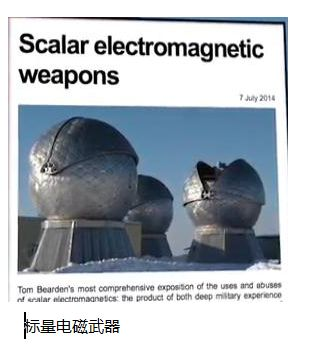 Scalar electromagnetic
weapons
7 July 2014
Tom Bearden's most comprehensive exposition of the uses and abuses
of scalar electromagnetics: the product of both deep military experience
标量电磁武器